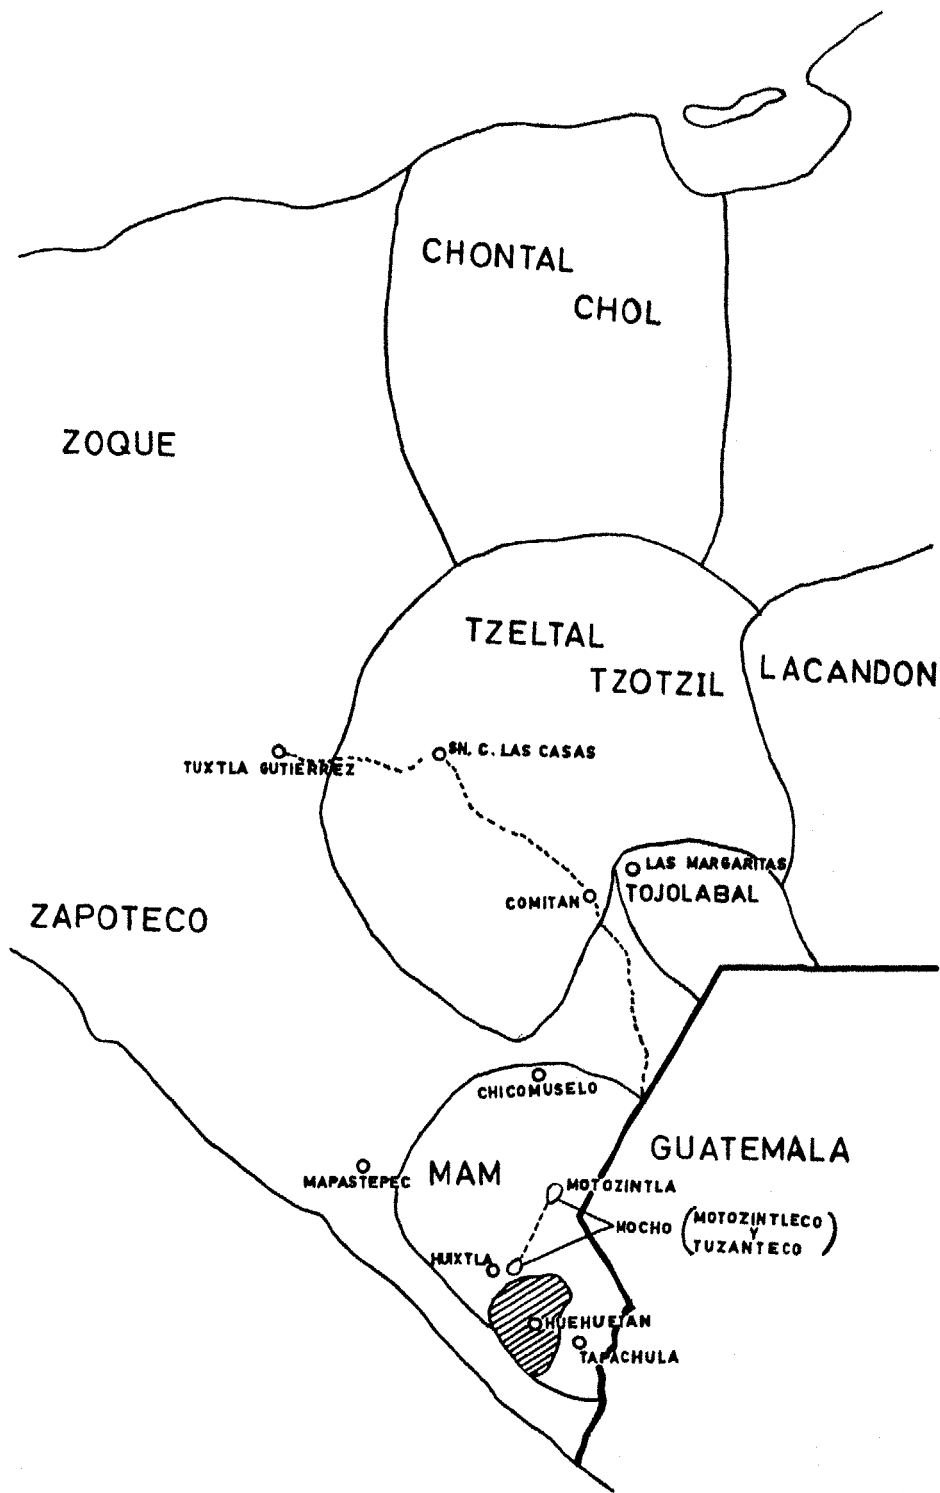 CHONTAL
CHOL
ZOQUE
TZELTAL
TZOTZIL
LACANDON
SN. C. LAS CASAS
TUXTLA GUTIERREZ
LAS MARGARITAS
TOJOLABAL
COMITAN
ZAPOTECO
CHICOMUSELO
GUATEMALA
MAPASTEPEC
MAM
MOTOZINTLA
MOCHO (MOTOZINTLECO
Y
TUZANTECO)
HUIXTLA
HUEHUETAN
TAPACHULA